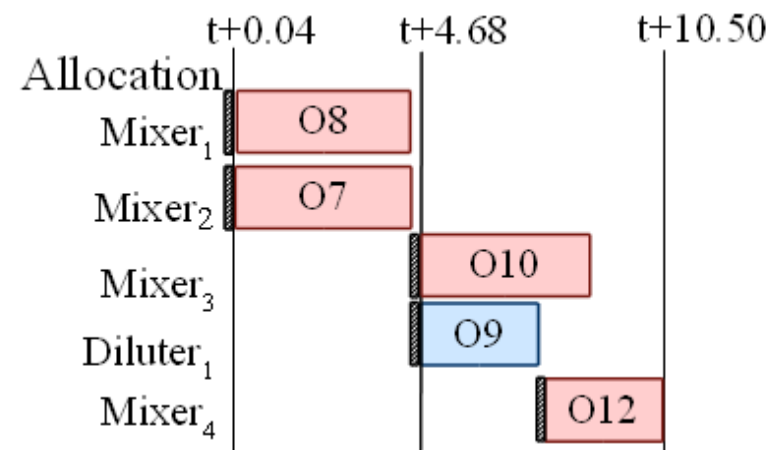 t+0.04 t+4.68 t+10.50
Allocation
Mixer₁ O8
Mixer₂ O7
Mixer₃ O10
Diluter₁ O9
Mixer₄ O12